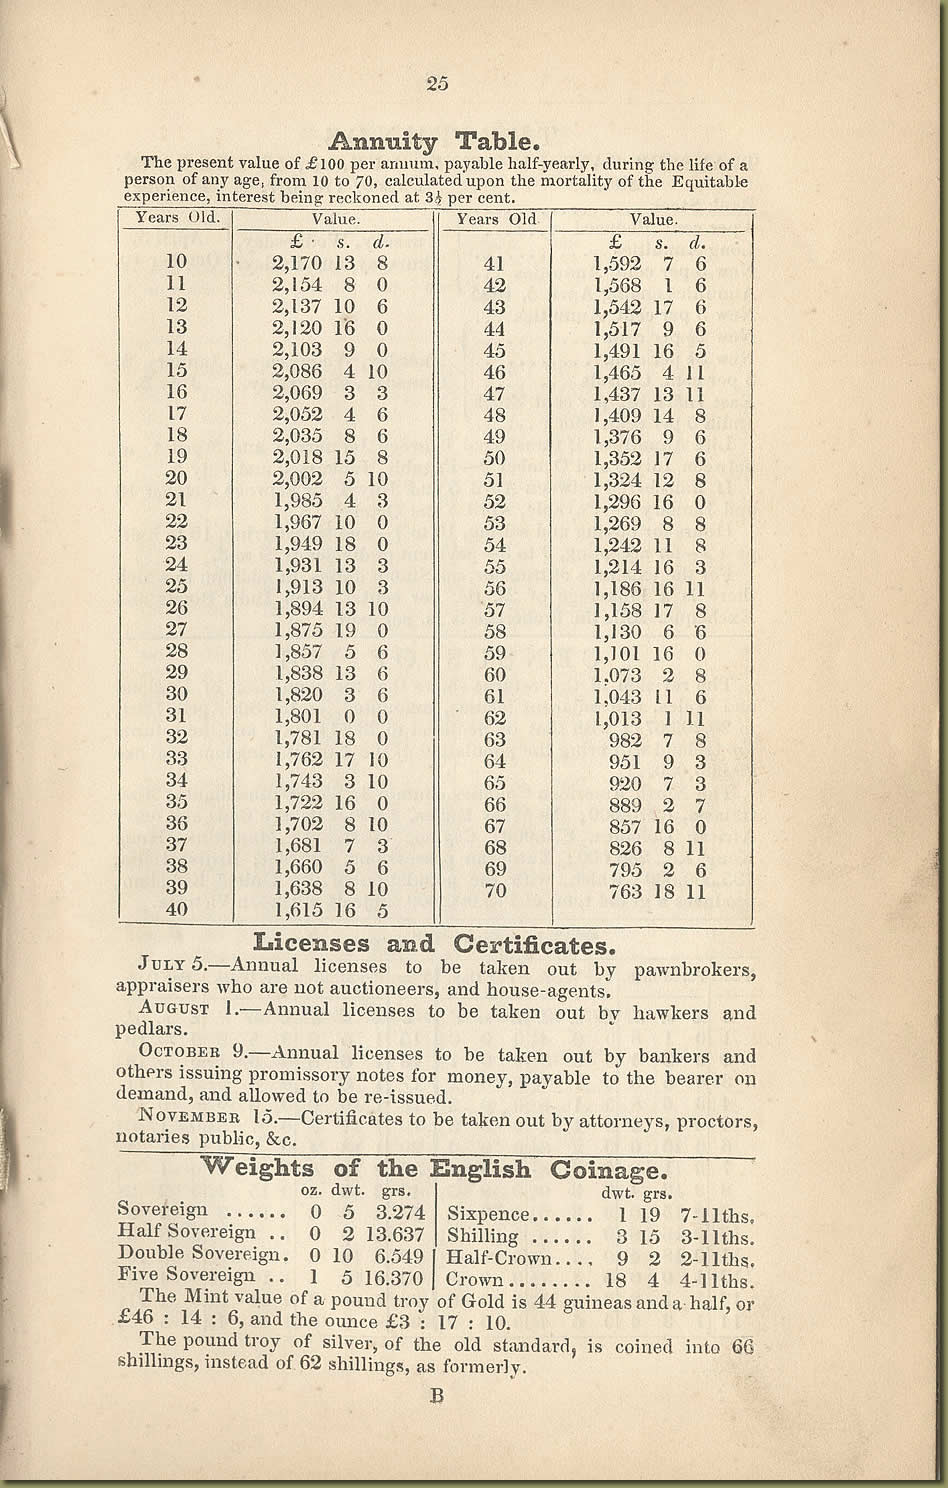 25
Annuity Table.
The present value of £100 per annum, payable half-yearly, during the life of a
person of any age, from 10 to 70, calculated upon the mortality of the Equitable
experience, interest being reckoned at 3½ per cent.
Years Old. Value. Years Old. Value.
£ s. d. £ s. d.
10 2,170 13 8 41 1,592 7 6
11 2,154 8 0 42 1,568 1 6
12 2,137 10 6 43 1,542 17 6
13 2,120 16 0 44 1,517 9 6
14 2,103 9 0 45 1,491 16 5
15 2,086 4 10 46 1,465 4 11
16 2,069 3 3 47 1,437 13 11
17 2,052 4 6 48 1,409 14 8
18 2,035 8 6 49 1,376 9 6
19 2,018 15 8 50 1,352 17 6
20 2,002 5 10 51 1,324 12 8
21 1,985 4 3 52 1,296 16 0
22 1,967 10 0 53 1,269 8 8
23 1,949 18 0 54 1,242 11 8
24 1,931 13 3 55 1,214 16 3
25 1,913 10 3 56 1,186 16 11
26 1,894 13 10 57 1,158 17 8
27 1,875 19 0 58 1,130 6 6
28 1,857 5 6 59 1,101 16 0
29 1,838 13 6 60 1,073 2 8
30 1,820 3 6 61 1,043 11 6
31 1,801 0 0 62 1,013 1 11
32 1,781 18 0 63 982 7 8
33 1,762 17 10 64 951 9 3
34 1,743 3 10 65 920 7 3
35 1,722 16 0 66 889 2 7
36 1,702 8 10 67 857 16 0
37 1,681 7 3 68 826 8 11
38 1,660 5 6 69 795 2 6
39 1,638 8 10 70 763 18 11
40 1,615 16 5
Licenses and Certificates.
JULY 5.—Annual licenses to be taken out by pawnbrokers,
appraisers who are not auctioneers, and house-agents.
AUGUST 1.—Annual licenses to be taken out by hawkers and
pedlars.
OCTOBER 9.—Annual licenses to be taken out by bankers and
others issuing promissory notes for money, payable to the bearer on
demand, and allowed to be re-issued.
NOVEMBER 15.—Certificates to be taken out by attorneys, proctors,
notaries public, &c.
Weights of the English Coinage.
oz. dwt. grs. dwt. grs.
Sovereign ...... 0 5 3.274 Sixpence...... 1 19 7-11ths.
Half Sovereign .. 0 2 13.637 Shilling ...... 3 15 3-11ths.
Double Sovereign. 0 10 6.549 Half-Crown.... 9 2 2-11ths.
Five Sovereign .. 1 5 16.370 Crown........ 18 4 4-11ths.
The Mint value of a pound troy of Gold is 44 guineas and a half, or
£46 : 14 : 6, and the ounce £3 : 17 : 10.
The pound troy of silver, of the old standard, is coined into 66
shillings, instead of 62 shillings, as formerly.
B